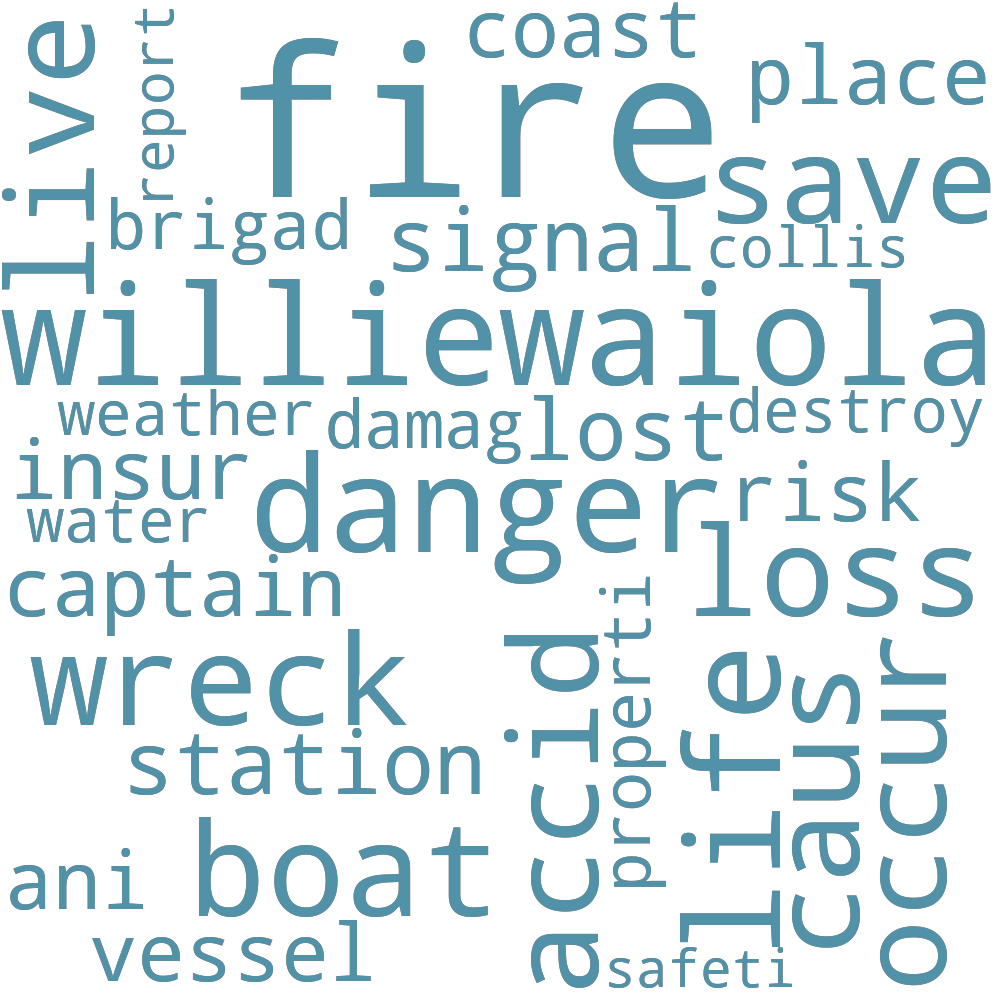 coast
fire
live
report
place
save
brigad
signal
collis
williewaiola
weather
damag
lost
destroy
insur
danger
risk
water
loss
captain
properti
wreck
accid
life
caus
occur
station
boat
ani
vessel
safeti